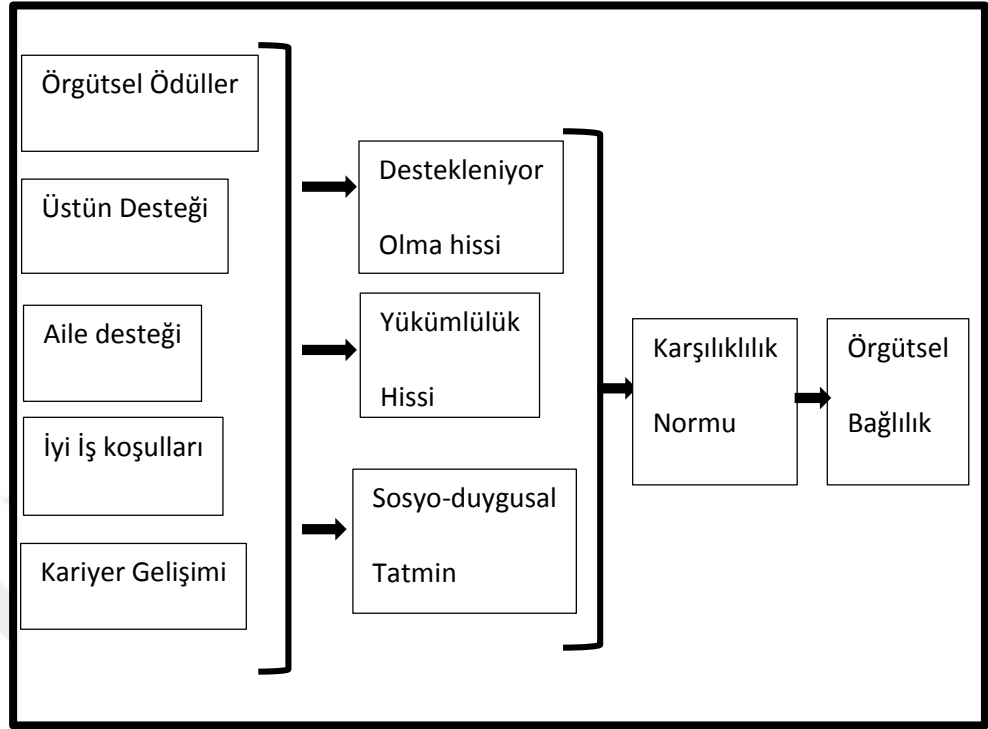 Örgütsel Ödüller
Üstün Desteği
Aile desteği
İyi İş koşulları
Kariyer Gelişimi
Destekleniyor
Olma hissi
Yükümlülük
Hissi
Sosyo-duygusal
Tatmin
Karşılıklılık
Normu
Örgütsel
Bağlılık